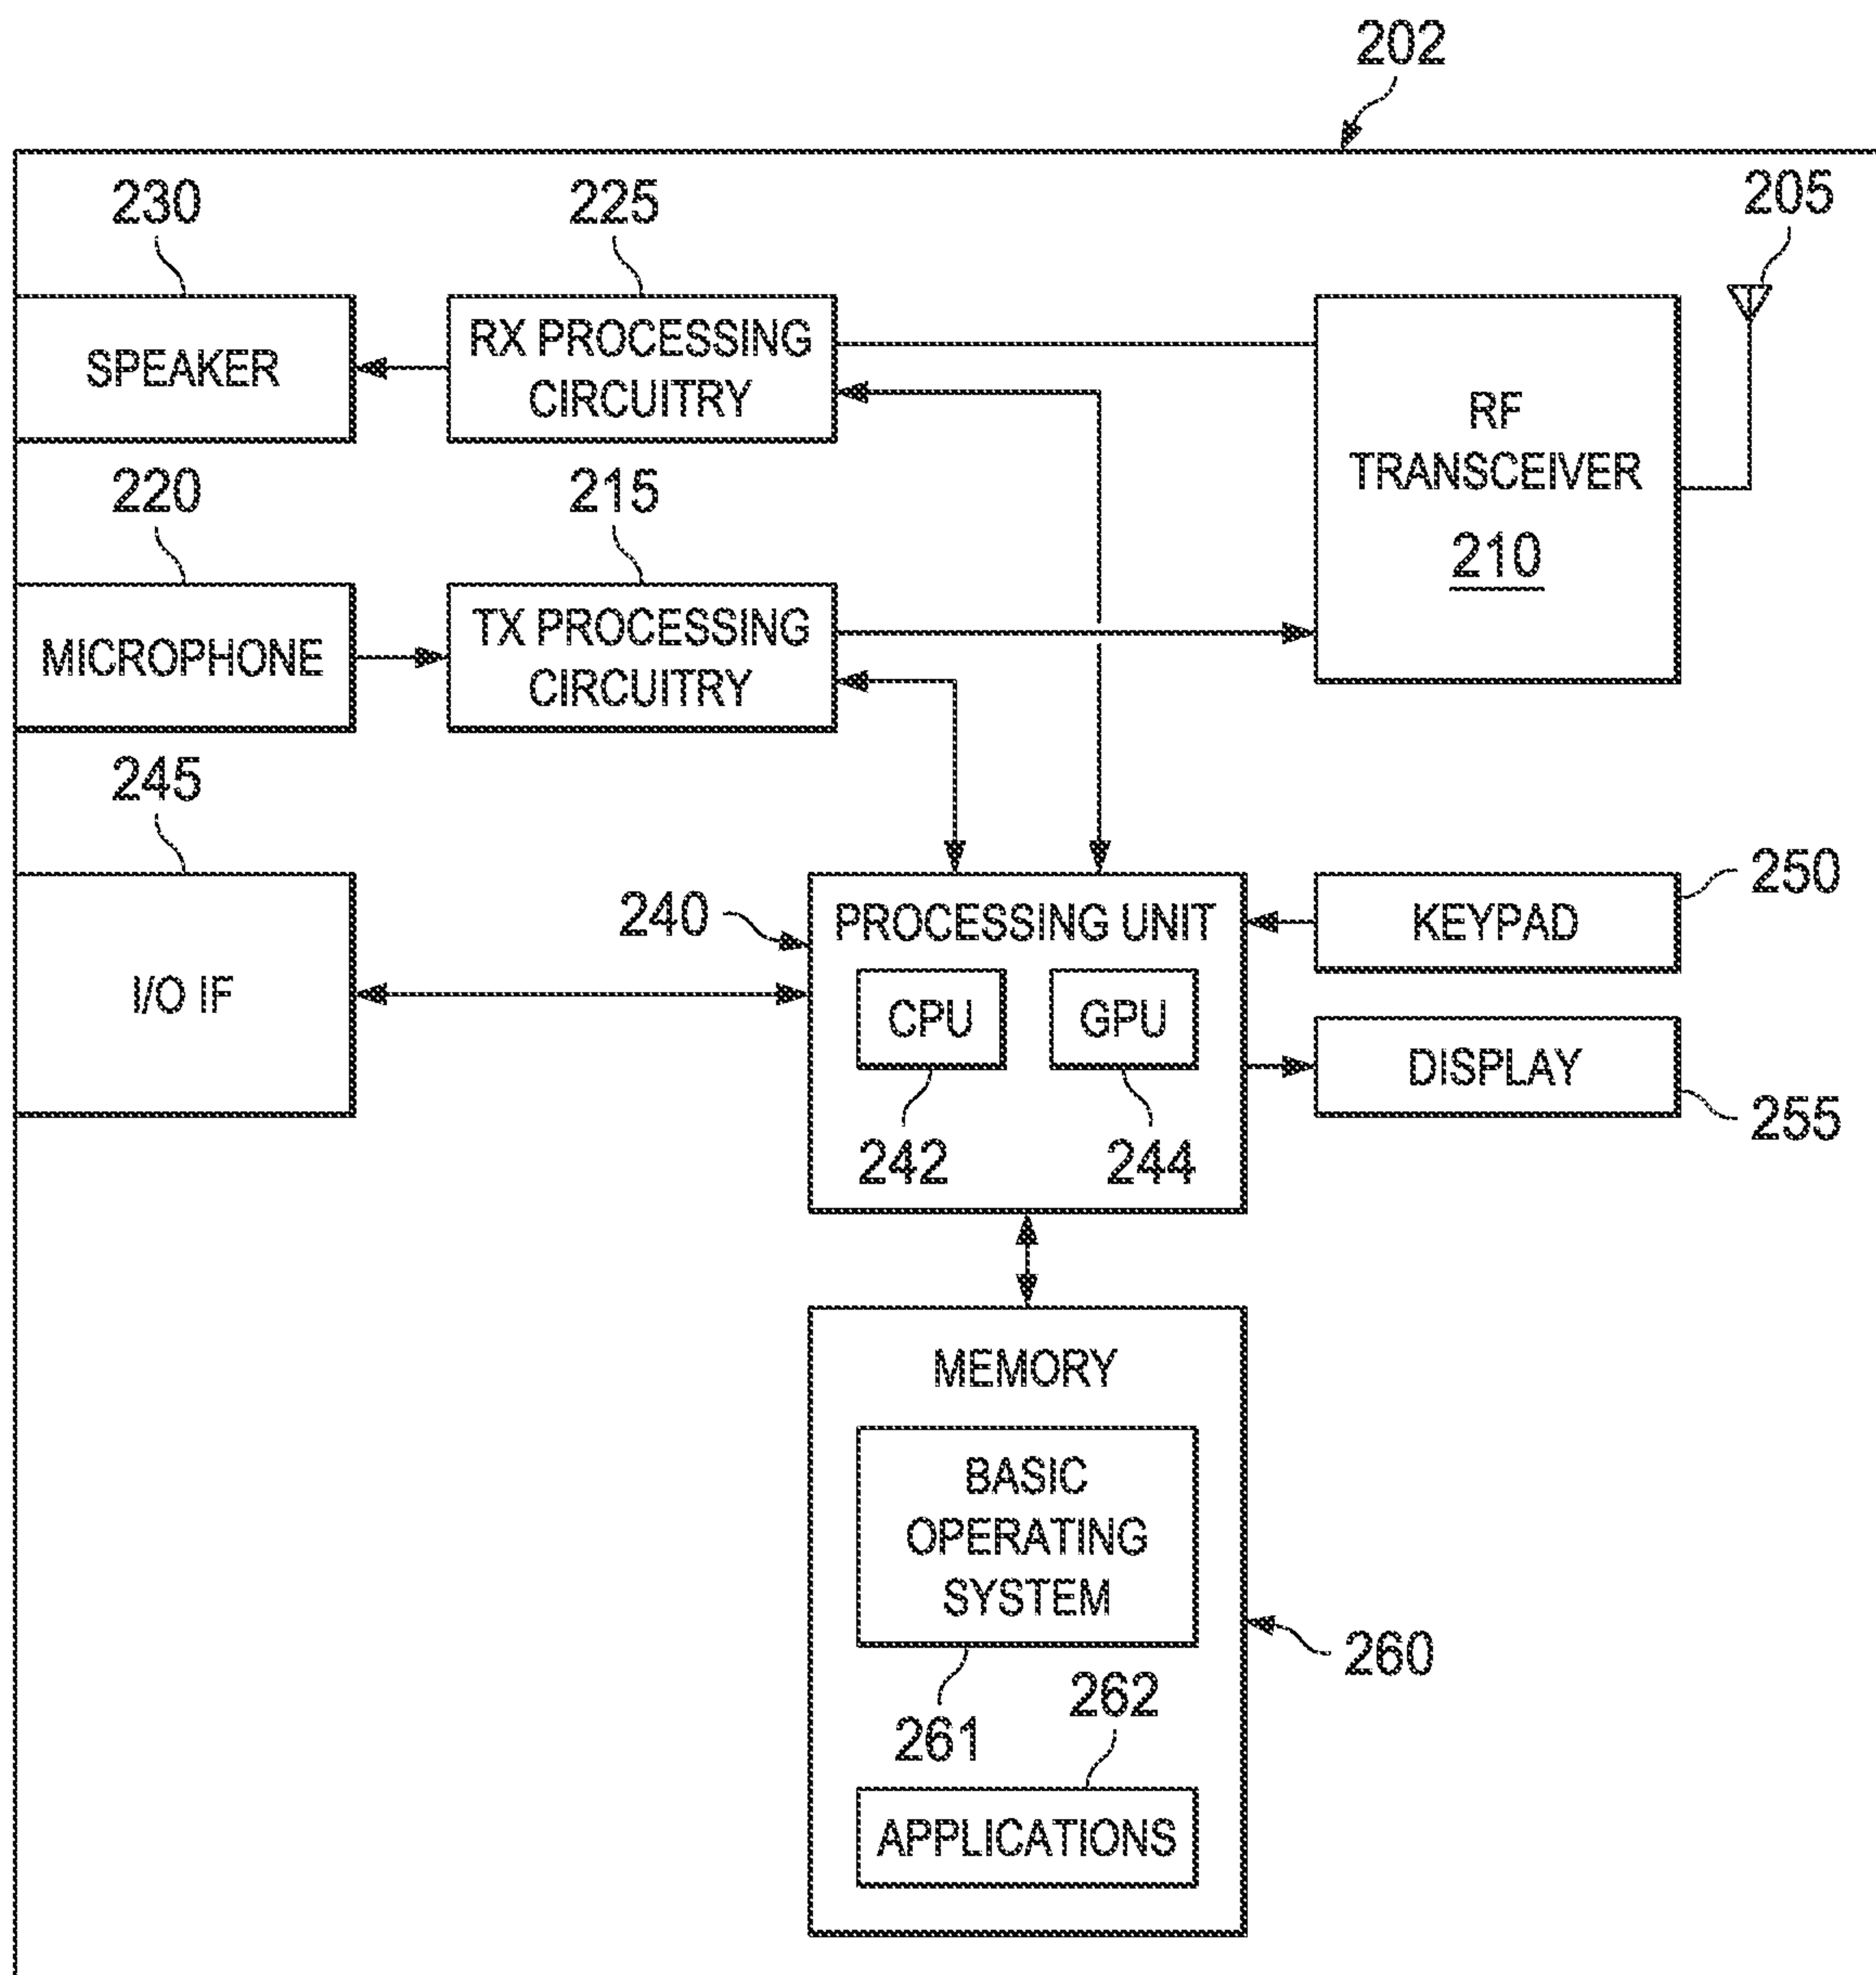 202
230
225
205
SPEAKER
RX PROCESSING
CIRCUITRY
RF
TRANSCEIVER
210
220
215
MICROPHONE
TX PROCESSING
CIRCUITRY
245
I/O IF
240
PROCESSING UNIT
CPU
GPU
242
244
KEYPAD
250
DISPLAY
255
MEMORY
BASIC
OPERATING
SYSTEM
260
261
262
APPLICATIONS